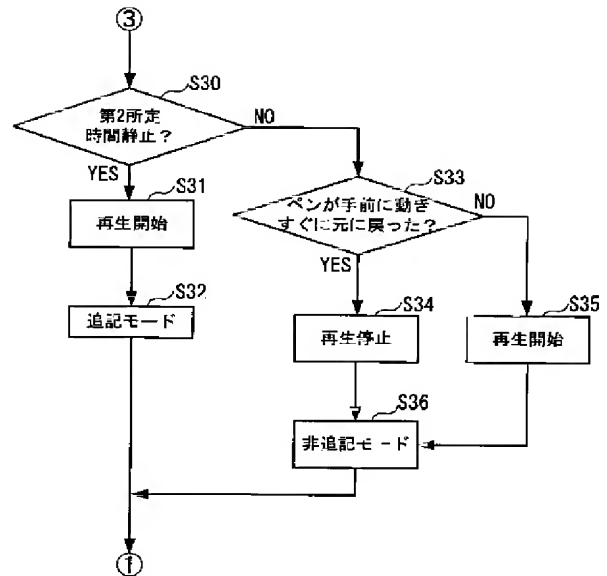 ③
S30
第2所定
時間静止？
NO
YES
S31
再生開始
S32
追記モード
S33
ペンが手前に動き
すぐに元に戻った？
NO
YES
S34
再生停止
S35
再生開始
S36
非追記モード
①